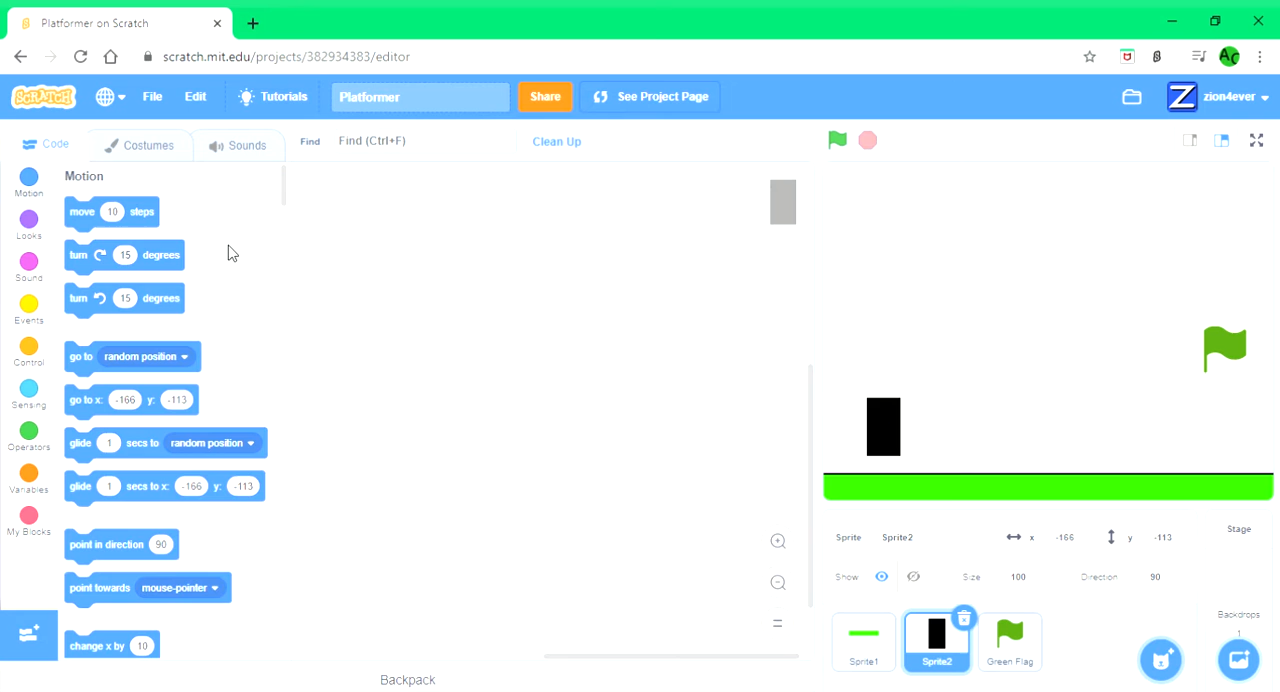 Platformer on Scratch
scratch.mit.edu/projects/382934383/editor
SCRATCH File Edit Tutorials Platformer Share See Project Page zion4ever
Code Costumes Sounds Find Find (Ctrl+F) Clean Up
Motion
Looks
Sound
Events
Control
Sensing
Operators
Variables
My Blocks
Motion
move 10 steps
turn 15 degrees
turn 15 degrees
go to random position
go to x: -166 y: -113
glide 1 secs to random position
glide 1 secs to x: -166 y: -113
point in direction 90
point towards mouse-pointer
change x by 10
Backpack
Sprite Sprite2 x -166 y -113
Show Size 100 Direction 90
Sprite1 Sprite2 Green Flag
Stage
Backdrops
1
Z
AC